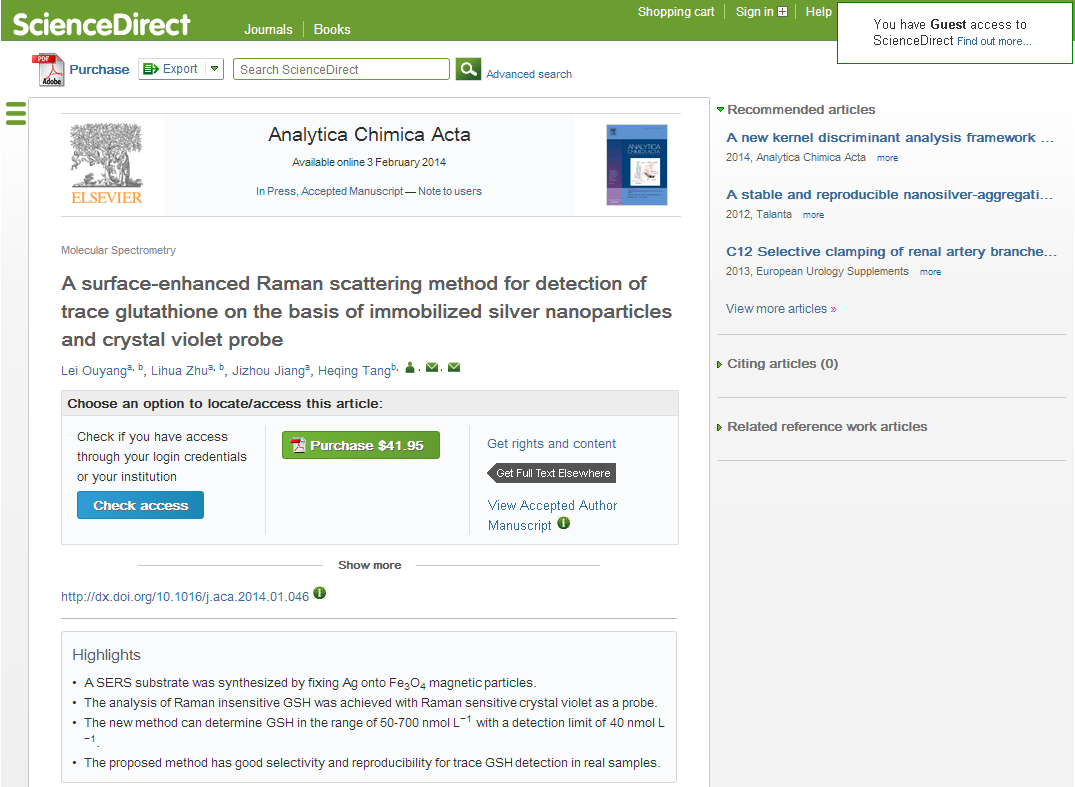 ScienceDirect
Journals
Books
Shopping cart
Sign in
Help
You have Guest access to
ScienceDirect Find out more...
PDF
Adobe
Purchase
Export
Search ScienceDirect
Advanced search
ELSEVIER
Analytica Chimica Acta
Available online 3 February 2014
In Press, Accepted Manuscript — Note to users
ANALYTICA
CHIMICA ACTA
Molecular Spectrometry
A surface-enhanced Raman scattering method for detection of
trace glutathione on the basis of immobilized silver nanoparticles
and crystal violet probe
Lei Ouyangᵃ, ᵇ, Lihua Zhuᵃ, ᵇ, Jizhou Jiangᵃ, Heqing Tangᵇ,
Choose an option to locate/access this article:
Check if you have access
through your login credentials
or your institution
Check access
Purchase $41.95
Get rights and content
Get Full Text Elsewhere
View Accepted Author
Manuscript
Show more
http://dx.doi.org/10.1016/j.aca.2014.01.046
Highlights
• A SERS substrate was synthesized by fixing Ag onto Fe₃O₄ magnetic particles.
• The analysis of Raman insensitive GSH was achieved with Raman sensitive crystal violet as a probe.
• The new method can determine GSH in the range of 50-700 nmol L⁻¹ with a detection limit of 40 nmol L
⁻¹.
• The proposed method has good selectivity and reproducibility for trace GSH detection in real samples.
Recommended articles
A new kernel discriminant analysis framework ...
2014, Analytica Chimica Acta more
A stable and reproducible nanosilver-aggregati...
2012, Talanta more
C12 Selective clamping of renal artery branche...
2013, European Urology Supplements more
View more articles »
Citing articles (0)
Related reference work articles